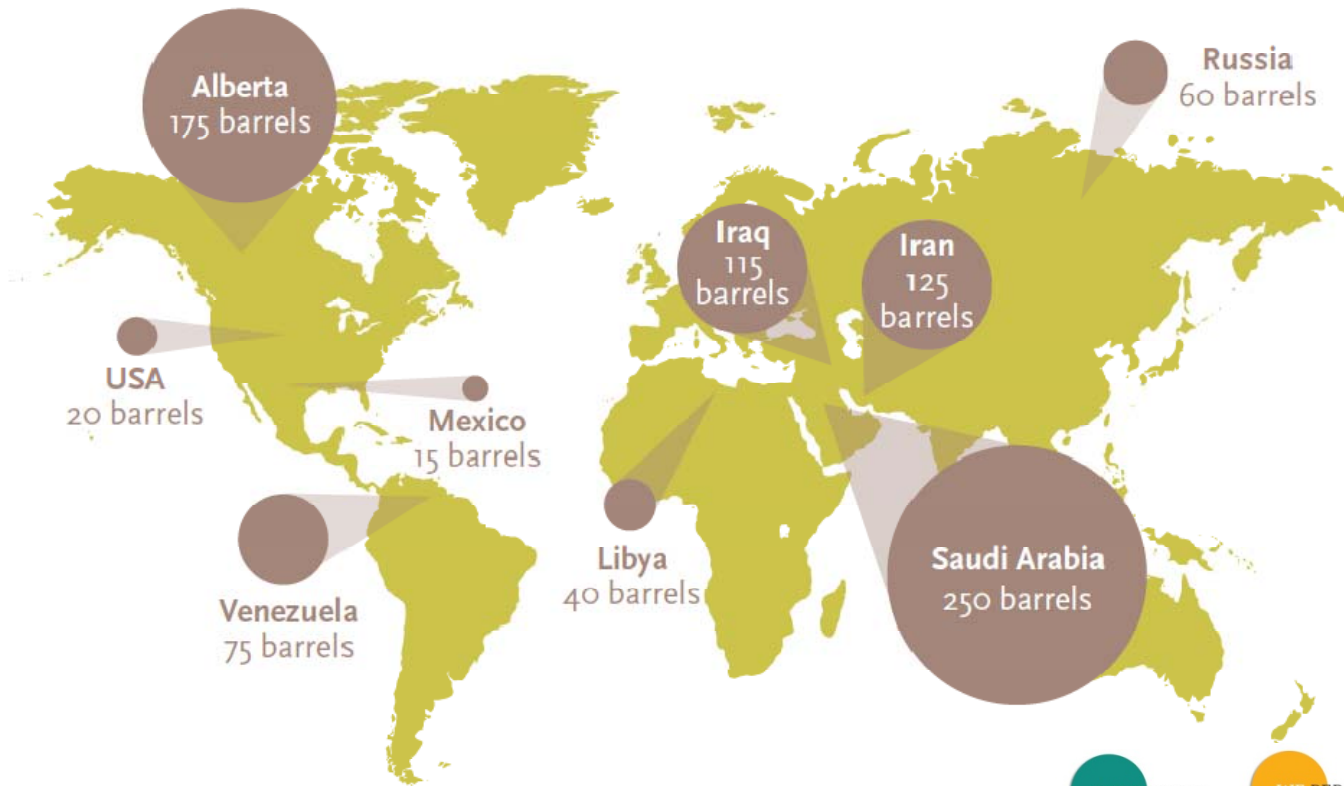 Alberta
175 barrels
Russia
60 barrels
Iraq
115
barrels
Iran
125
barrels
USA
20 barrels
Mexico
15 barrels
Venezuela
75 barrels
Libya
40 barrels
Saudi Arabia
250 barrels